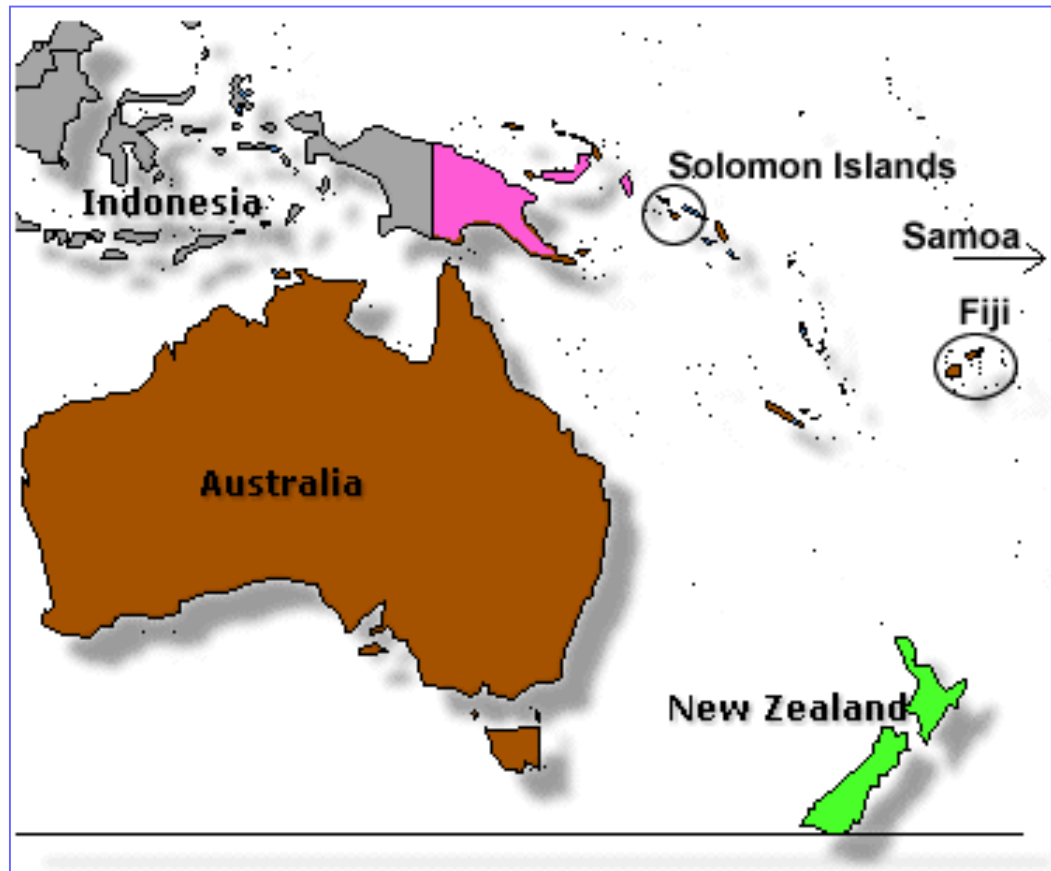 Solomon Islands
Indonesia
Samoa
Fiji
Australia
New Zealand